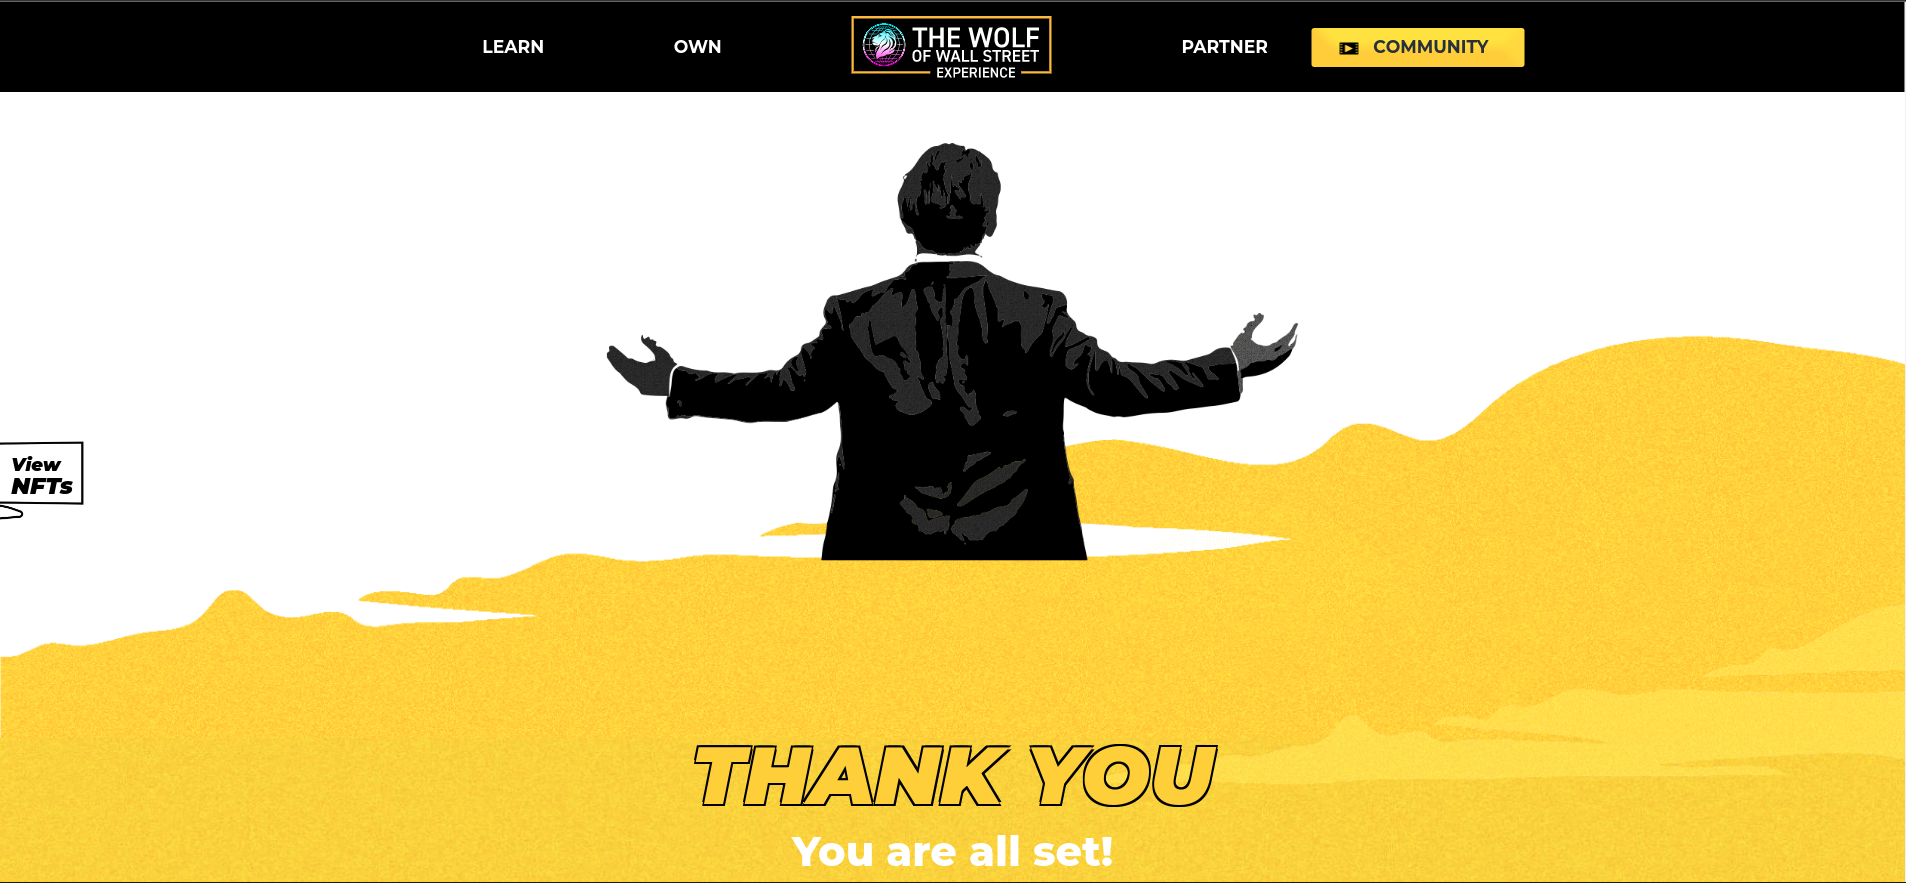 LEARN
OWN
THE WOLF
OF WALL STREET
EXPERIENCE
PARTNER
COMMUNITY
View
NFTs
THANK YOU
You are all set!